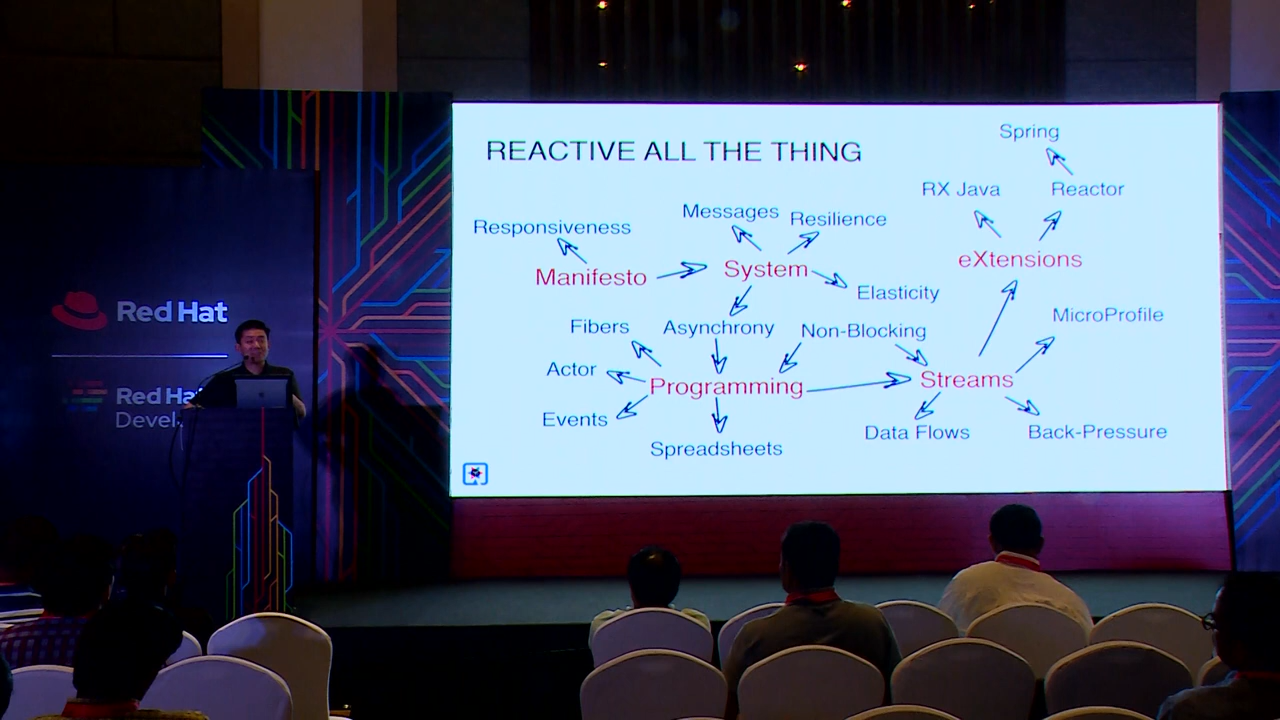 REACTIVE ALL THE THING
Spring
RX Java
Reactor
Messages
Resilience
Responsiveness
eXtensions
Manifesto
System
Elasticity
MicroProfile
Fibers
Asynchrony
Non-Blocking
Actor
Programming
Streams
Events
Data Flows
Back-Pressure
Spreadsheets
Red Hat
Red Ha
Devel